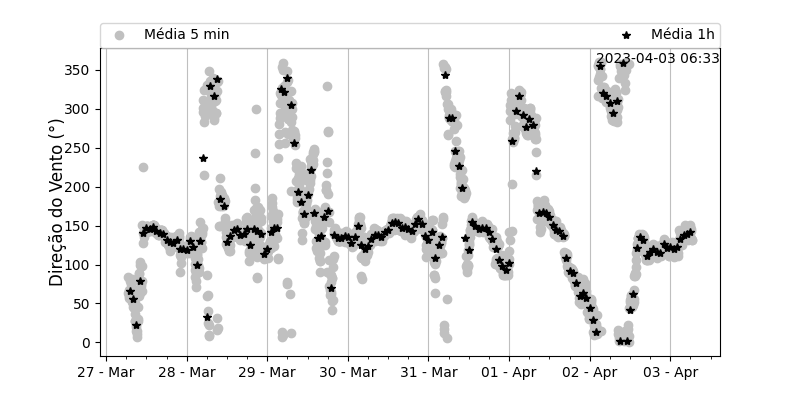 Média 5 min
Média 1h
2023-04-03 06:33
Direção do Vento (°)
350
300
250
200
150
100
50
0
27 - Mar
28 - Mar
29 - Mar
30 - Mar
31 - Mar
01 - Apr
02 - Apr
03 - Apr